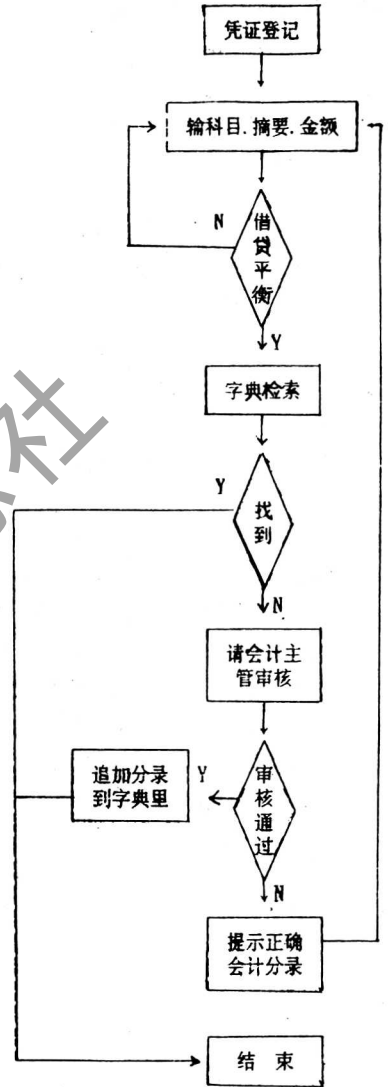 凭证登记
输科目.摘要.金额
N
借贷平衡
Y
字典检索
Y
找到
N
请会计主
管审核
追加分录
到字典里
Y
审核通过
N
提示正确
会计分录
结 束
社